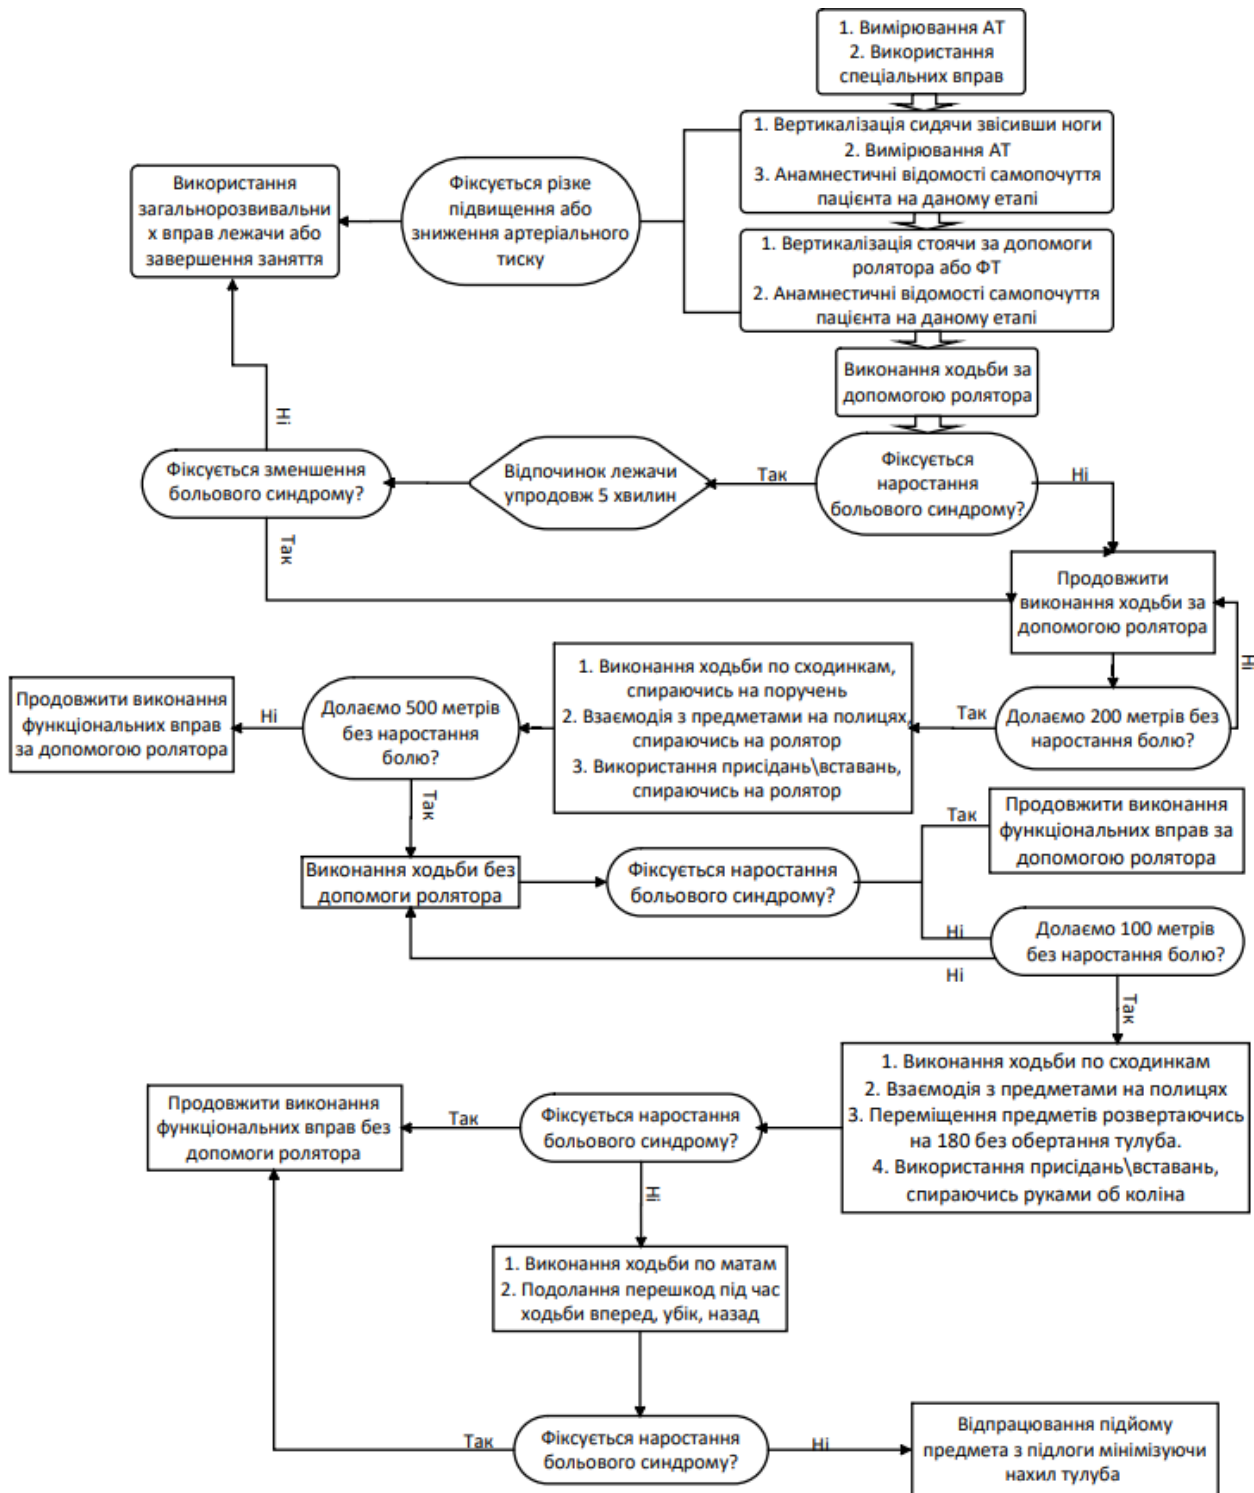 1. Вимірювання АТ
2. Використання
спеціальних вправ
1. Вертикалізація сидячи звісивши ноги
2. Вимірювання АТ
3. Анамнестичні відомості самопочуття
пацієнта на даному етапі
Фіксується різке
підвищення або
зниження артеріального
тиску
Використання
загальнорозвивальни
х вправ лежачи або
завершення заняття
1. Вертикалізація стоячи за допомоги
ролятора або ФТ
2. Анамнестичні відомості самопочуття
пацієнта на даному етапі
Виконання ходьби за
допомогою ролятора
Фіксується
наростання
больового синдрому?
Так
Ні
Відпочинок лежачи
упродовж 5 хвилин
Фіксується зменшення
больового синдрому?
Ні
Так
Продовжити
виконання ходьби за
допомогою ролятора
Ні
Долаємо 200 метрів без
наростання болю?
Так
1. Виконання ходьби по сходинкам,
спираючись на поручень
2. Взаємодія з предметами на полицях,
спираючись на ролятор
3. Використання присідань\вставань,
спираючись на ролятор
Долаємо 500 метрів
без наростання
болю?
Ні
Продовжити виконання
функціональних вправ
за допомогою ролятора
Так
Виконання ходьби без
допомоги ролятора
Фіксується наростання
больового синдрому?
Так
Продовжити виконання
функціональних вправ за
допомогою ролятора
Ні
Долаємо 100 метрів
без наростання болю?
Ні
Так
1. Виконання ходьби по сходинкам
2. Взаємодія з предметами на полицях
3. Переміщення предметів розвертаючись
на 180 без обертання тулуба.
4. Використання присідань\вставань,
спираючись руками об коліна
Фіксується наростання
больового синдрому?
Так
Продовжити виконання
функціональних вправ без
допомоги ролятора
Ні
1. Виконання ходьби по матам
2. Подолання перешкод під час
ходьби вперед, убік, назад
Фіксується наростання
больового синдрому?
Так
Ні
Відпрацювання підйому
предмета з підлоги мінімізуючи
нахил тулуба